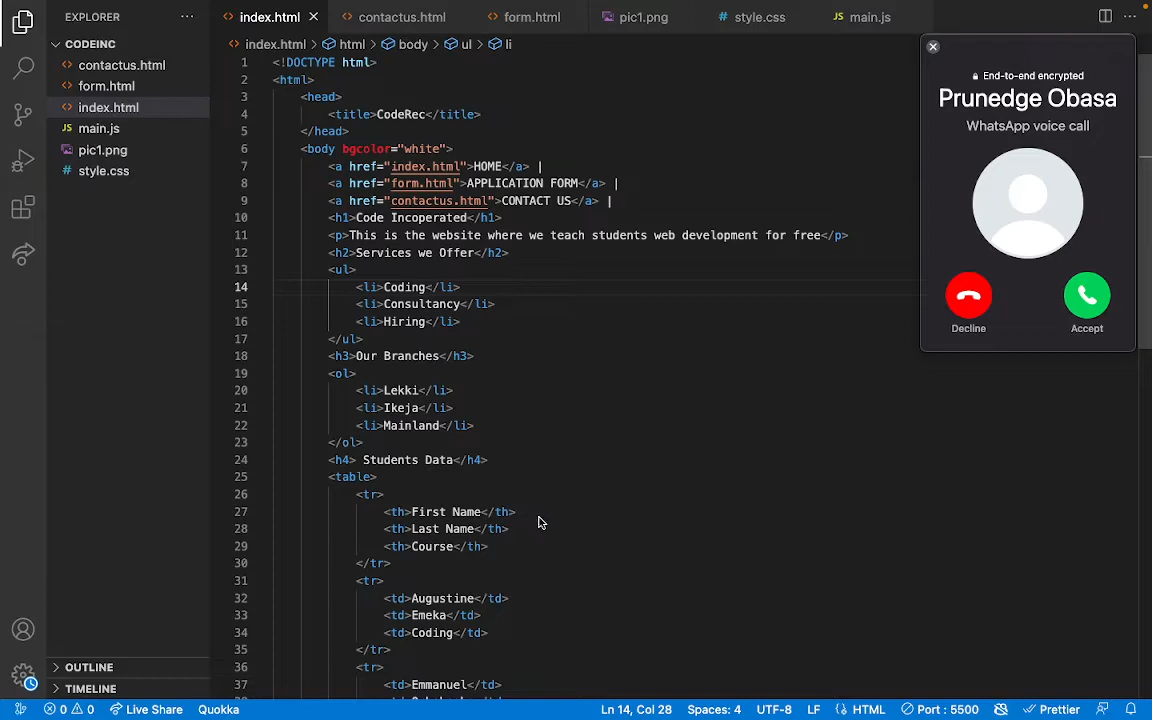 EXPLORER
CODEINC
contactus.html
form.html
index.html
JS main.js
pic1.png
# style.css
OUTLINE
TIMELINE
index.html
contactus.html
form.html
pic1.png
# style.css
JS main.js
index.html > html > body > ul > li
1 <!DOCTYPE html>
2 <html>
3 <head>
4 <title>CodeRec</title>
5 </head>
6 <body bgcolor="white">
7 <a href="index.html">HOME</a> |
8 <a href="form.html">APPLICATION FORM</a> |
9 <a href="contactus.html">CONTACT US</a> |
10 <h1>Code Incoperated</h1>
11 <p>This is the website where we teach students web development for free</p>
12 <h2>Services we Offer</h2>
13 <ul>
14 <li>Coding</li>
15 <li>Consultancy</li>
16 <li>Hiring</li>
17 </ul>
18 <h3>Our Branches</h3>
19 <ol>
20 <li>Lekki</li>
21 <li>Ikeja</li>
22 <li>Mainland</li>
23 </ol>
24 <h4> Students Data</h4>
25 <table>
26 <tr>
27 <th>First Name</th>
28 <th>Last Name</th>
29 <th>Course</th>
30 </tr>
31 <tr>
32 <td>Augustine</td>
33 <td>Emeka</td>
34 <td>Coding</td>
35 </tr>
36 <tr>
37 <td>Emmanuel</td>
End-to-end encrypted
Prunedge Obasa
WhatsApp voice call
Decline
Accept
0 0 Live Share Quokka Ln 14, Col 28 Spaces: 4 UTF-8 LF HTML Port : 5500 Prettier